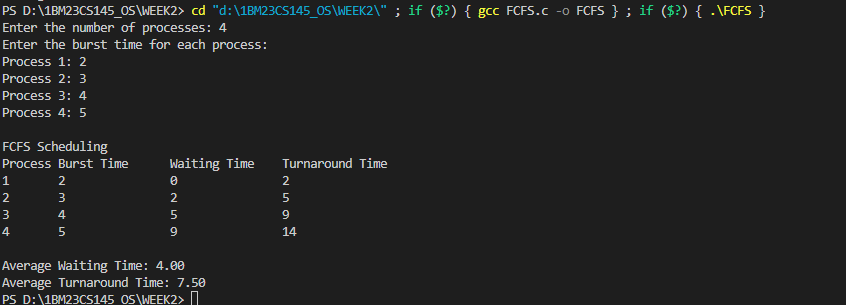 PS D:\1BM23CS145_OS\WEEK2> cd "d:\1BM23CS145_OS\WEEK2\" ; if ($?) { gcc FCFS.c -o FCFS } ; if ($?) { .\FCFS }
Enter the number of processes: 4
Enter the burst time for each process:
Process 1: 2
Process 2: 3
Process 3: 4
Process 4: 5
FCFS Scheduling
Process Burst Time Waiting Time Turnaround Time
1 2 0 2
2 3 2 5
3 4 5 9
4 5 9 14
Average Waiting Time: 4.00
Average Turnaround Time: 7.50
PS D:\1BM23CS145_OS\WEEK2>